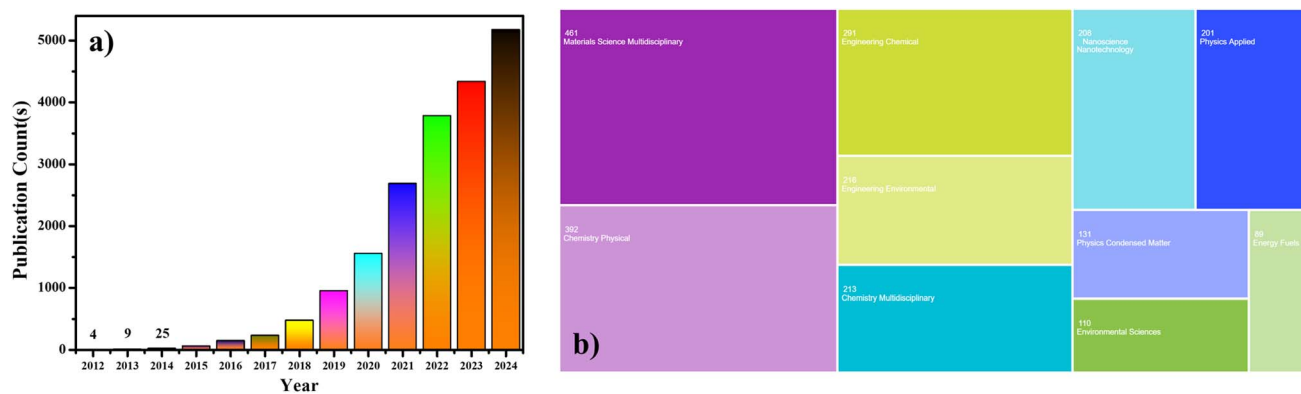 a)
Publication Count(s)
5000
4000
3000
2000
1000
0
4
9
25
2012 2013 2014 2015 2016 2017 2018 2019 2020 2021 2022 2023 2024
Year
461
Materials Science Multidisciplinary
392
Chemistry Physical
291
Engineering Chemical
216
Engineering Environmental
213
Chemistry Multidisciplinary
208
Nanoscience
Nanotechnology
201
Physics Applied
131
Physics Condensed Matter
110
Environmental Sciences
89
Energy Fuels
b)